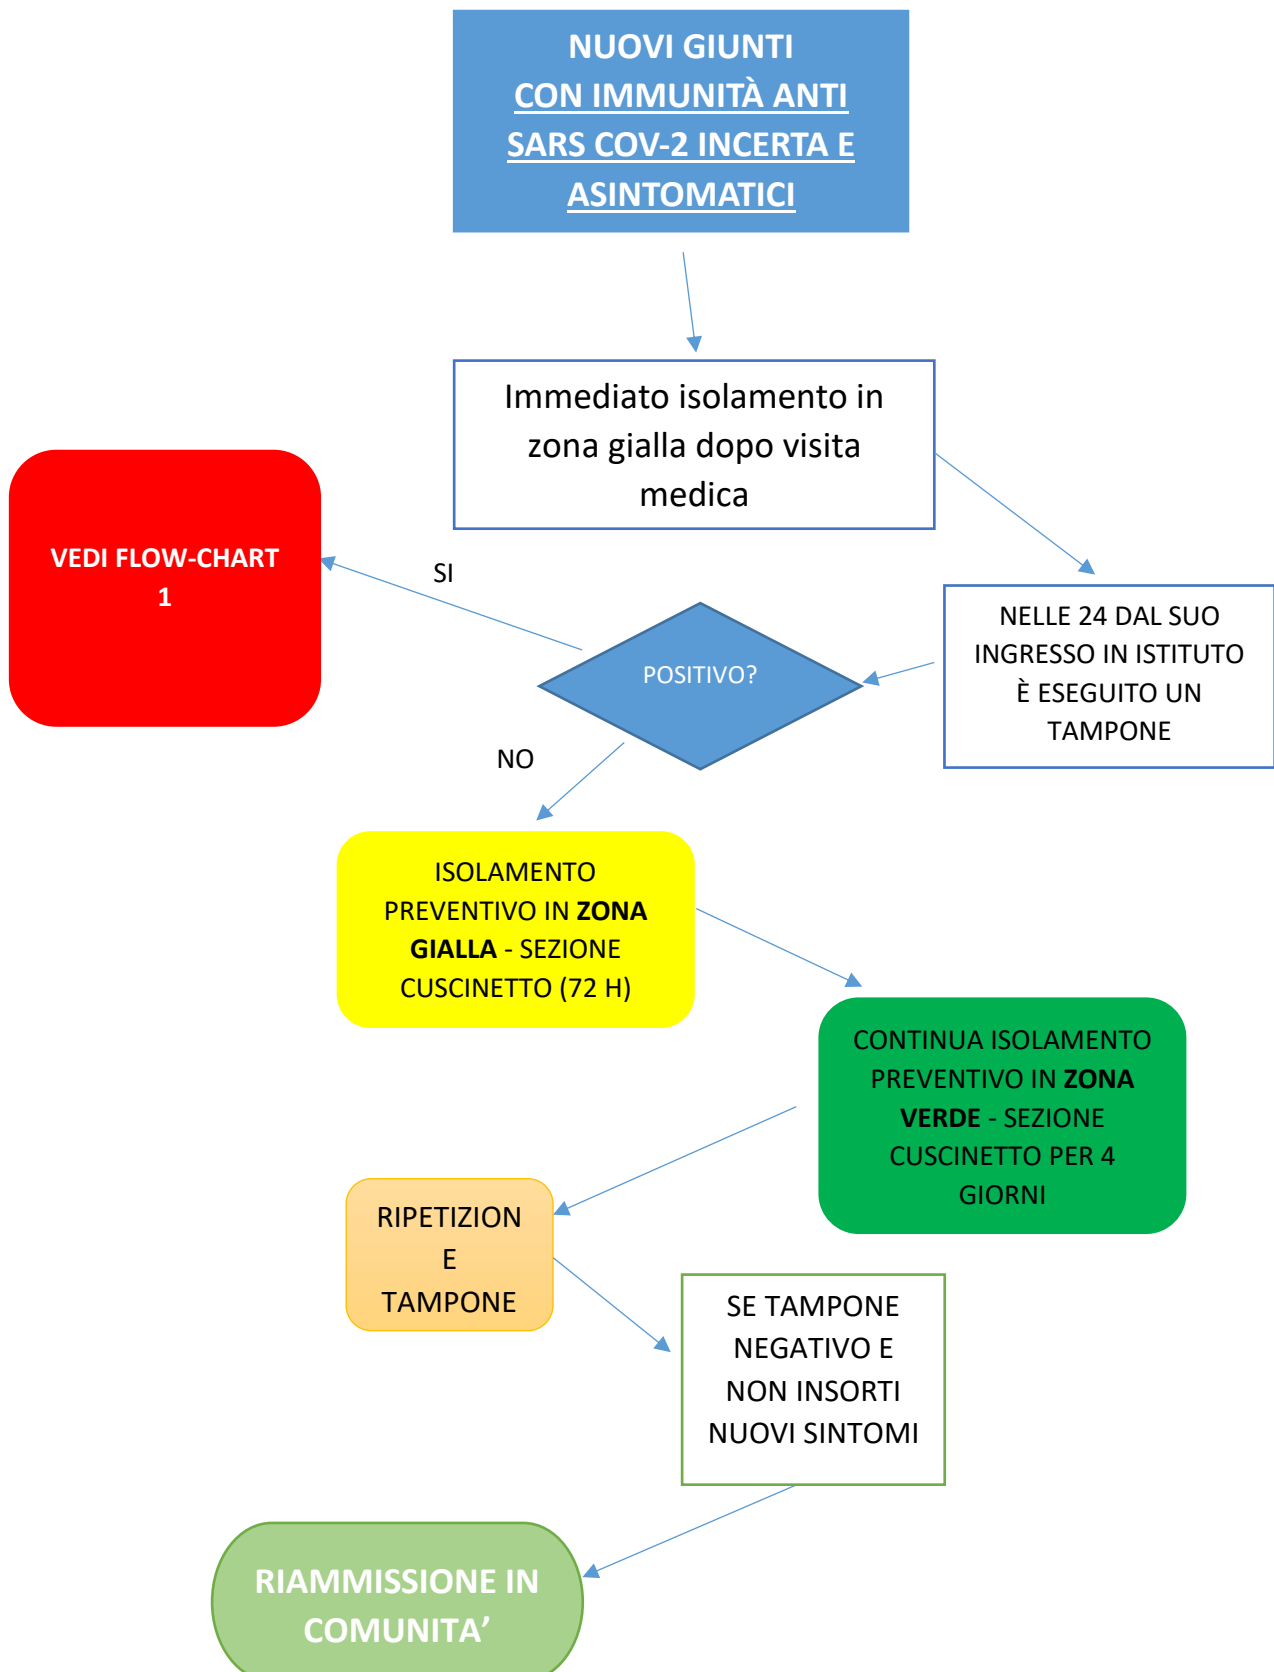 NUOVI GIUNTI
CON IMMUNITÀ ANTI
SARS COV-2 INCERTA E
ASINTOMATICI
Immediato isolamento in
zona gialla dopo visita
medica
VEDI FLOW-CHART
1
SI
NELLE 24 DAL SUO
INGRESSO IN ISTITUTO
È ESEGUITO UN
TAMPONE
POSITIVO?
NO
ISOLAMENTO
PREVENTIVO IN ZONA
GIALLA - SEZIONE
CUSCINETTO (72 H)
CONTINUA ISOLAMENTO
PREVENTIVO IN ZONA
VERDE - SEZIONE
CUSCINETTO PER 4
GIORNI
RIPETIZION
E
TAMPONE
SE TAMPONE
NEGATIVO E
NON INSORTI
NUOVI SINTOMI
RIAMMISSIONE IN
COMUNITA’